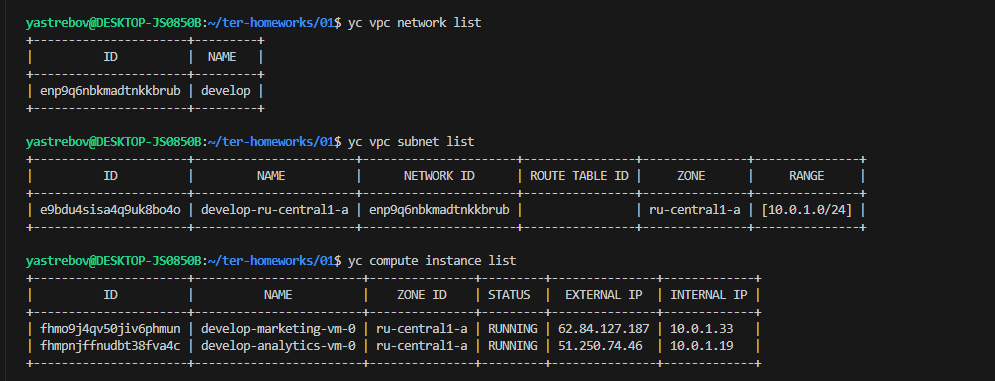 yastrebov@DESKTOP-JS0850B:~/ter-homeworks/01$ yc vpc network list
+----------------------+---------+
|          ID          |  NAME   |
+----------------------+---------+
| enp9q6nbkmadtnkkbrub | develop |
+----------------------+---------+
yastrebov@DESKTOP-JS0850B:~/ter-homeworks/01$ yc vpc subnet list
+----------------------+-----------------------+----------------------+----------------+---------------+---------------+
|          ID          |         NAME          |      NETWORK ID      | ROUTE TABLE ID |     ZONE      |     RANGE     |
+----------------------+-----------------------+----------------------+----------------+---------------+---------------+
| e9bdu4sisa4q9uk8bo4o | develop-ru-central1-a | enp9q6nbkmadtnkkbrub |                | ru-central1-a | [10.0.1.0/24] |
+----------------------+-----------------------+----------------------+----------------+---------------+---------------+
yastrebov@DESKTOP-JS0850B:~/ter-homeworks/01$ yc compute instance list
+----------------------+------------------------+---------------+---------+---------------+-------------+
|          ID          |          NAME          |    ZONE ID    | STATUS  |  EXTERNAL IP  | INTERNAL IP |
+----------------------+------------------------+---------------+---------+---------------+-------------+
| fhmo9j4qv50jiv6phmun | develop-marketing-vm-0 | ru-central1-a | RUNNING | 62.84.127.187 | 10.0.1.33   |
| fhmpnjffnudbt38fva4c | develop-analytics-vm-0 | ru-central1-a | RUNNING | 51.250.74.46  | 10.0.1.19   |
+----------------------+------------------------+---------------+---------+---------------+-------------+